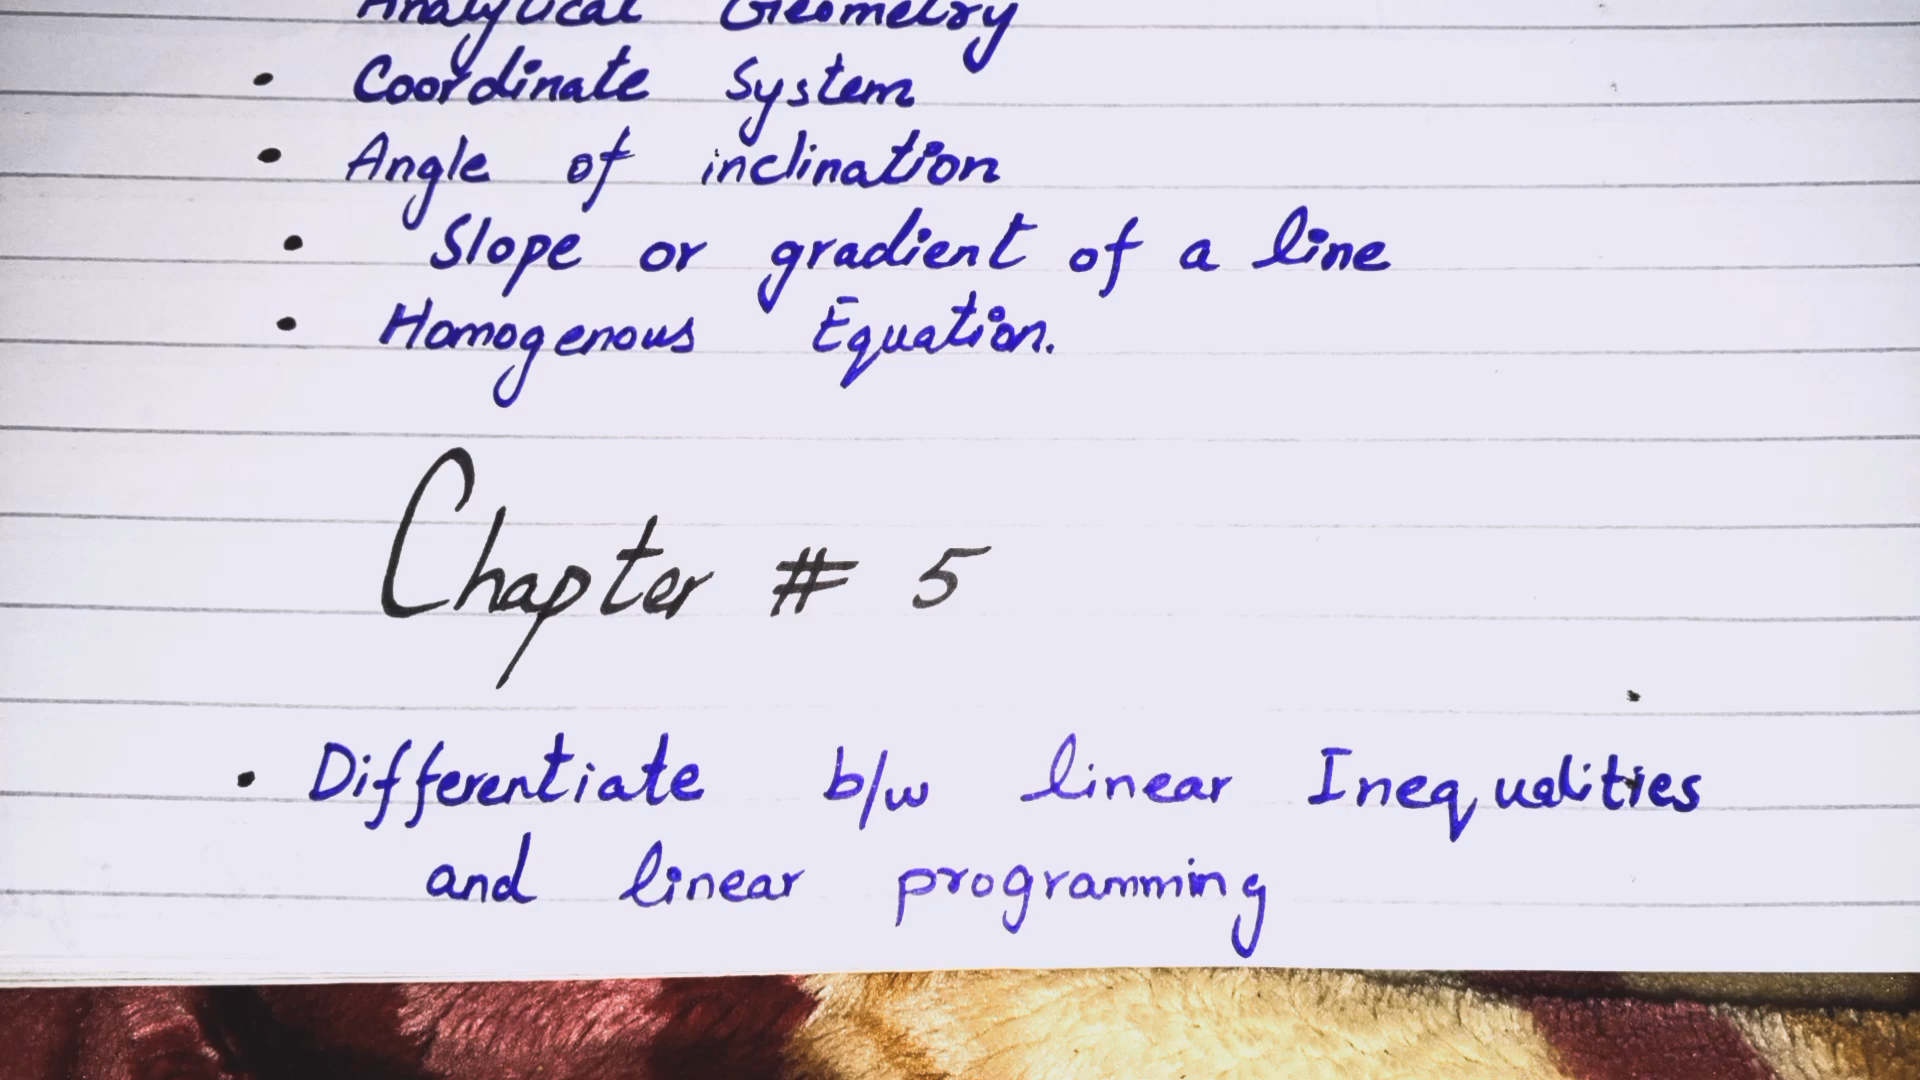 Analytical Geometry
• Coordinate System
• Angle of inclination
• Slope or gradient of a line
• Homogenous Equation.
Chapter # 5
• Differentiate b/w linear Inequalities
and linear programming